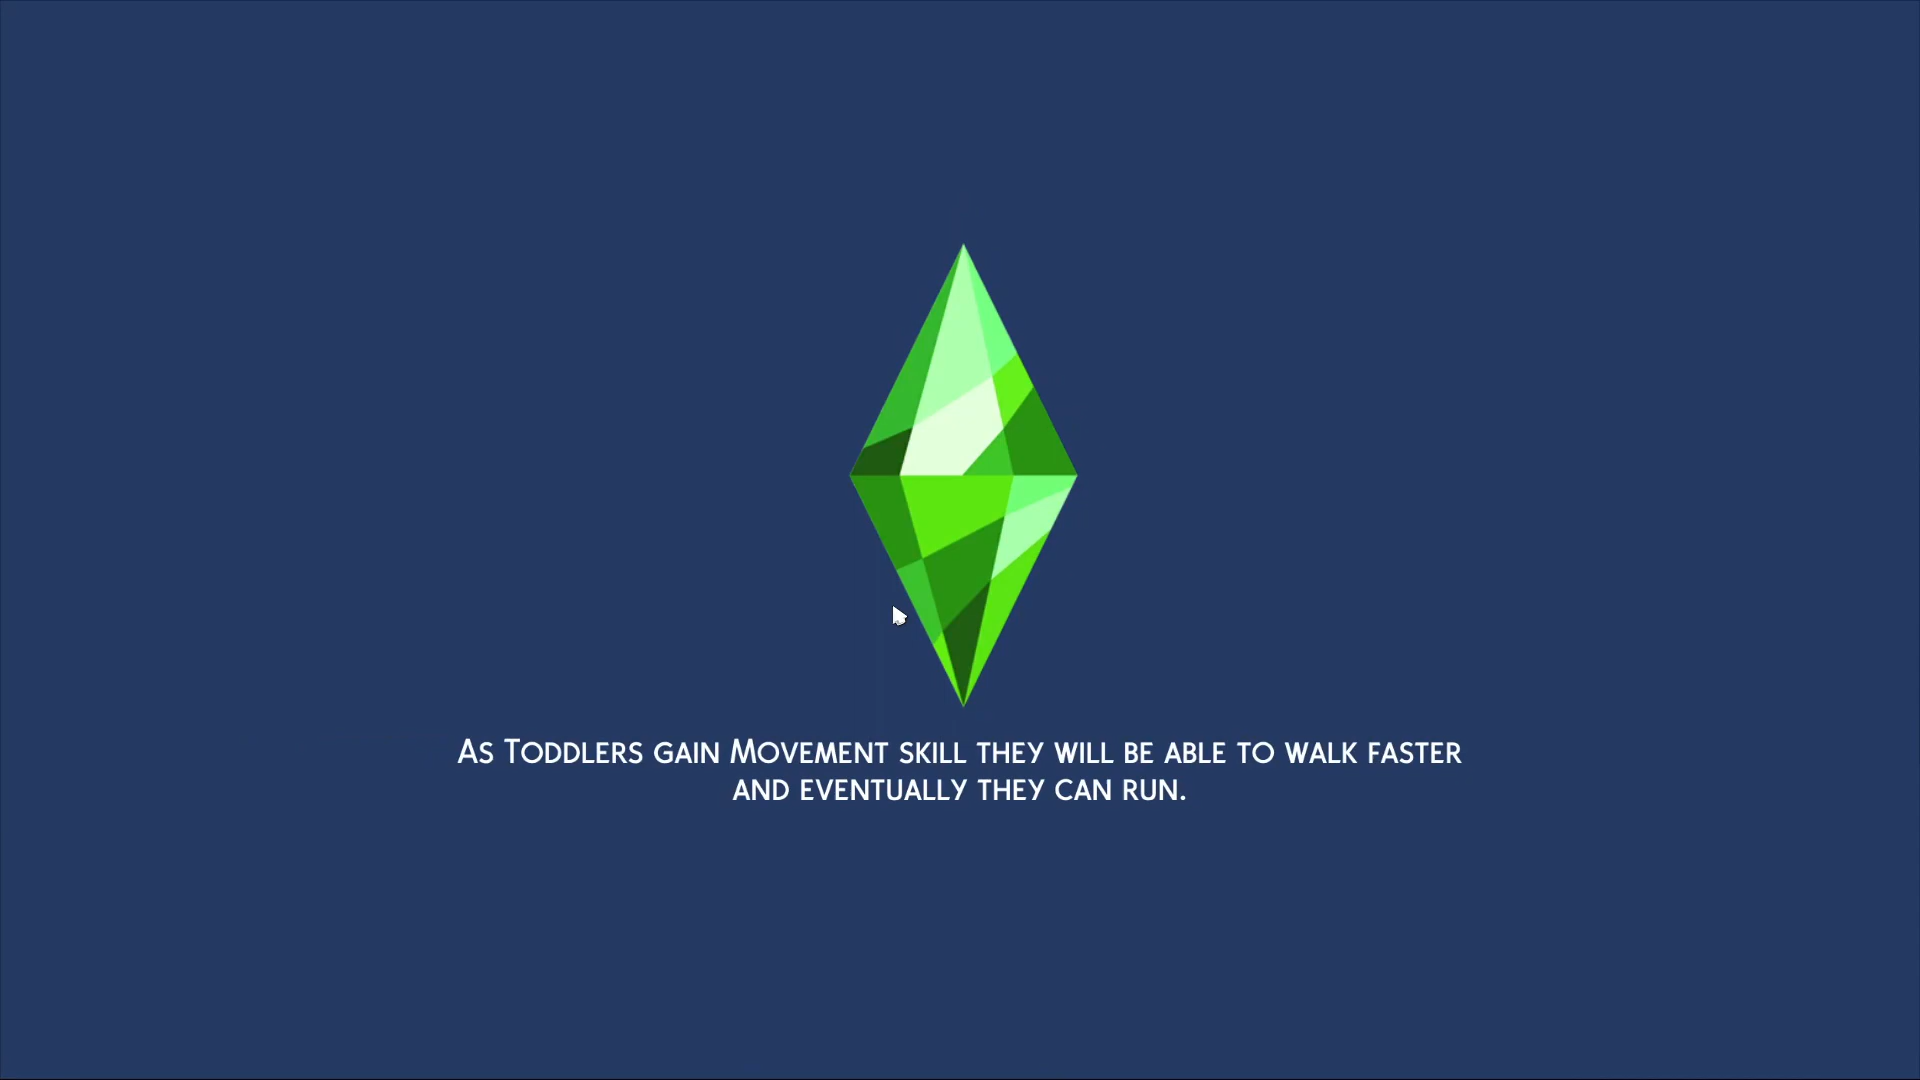 As Toddlers gain Movement skill they will be able to walk faster
and eventually they can run.